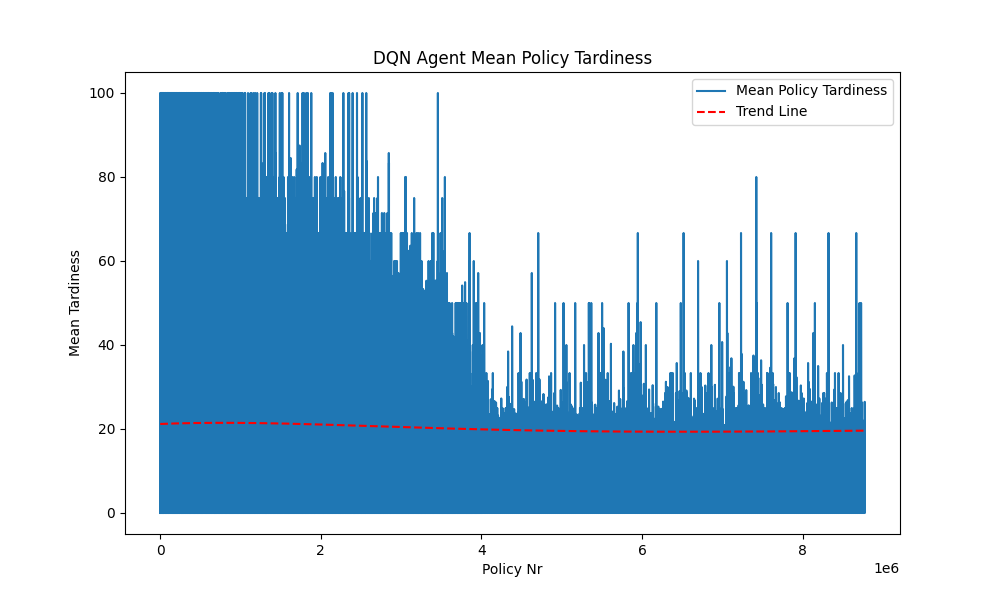 DQN Agent Mean Policy Tardiness
Mean Policy Tardiness
Trend Line
Mean Tardiness
100
80
60
40
20
0
0 2 4 6 8
1e6
Policy Nr